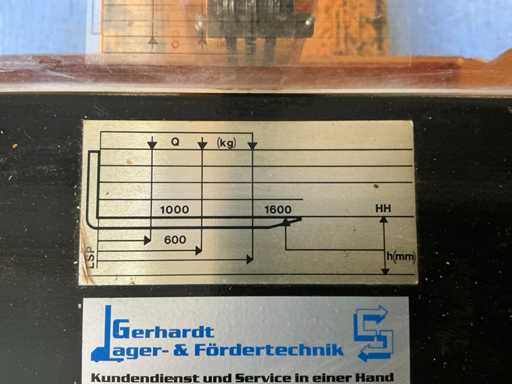 Q (kg)
1000 1600 HH
600
LSP
h(mm)
Gerhardt
Lager- & Fördertechnik
Kundendienst und Service in einer Hand